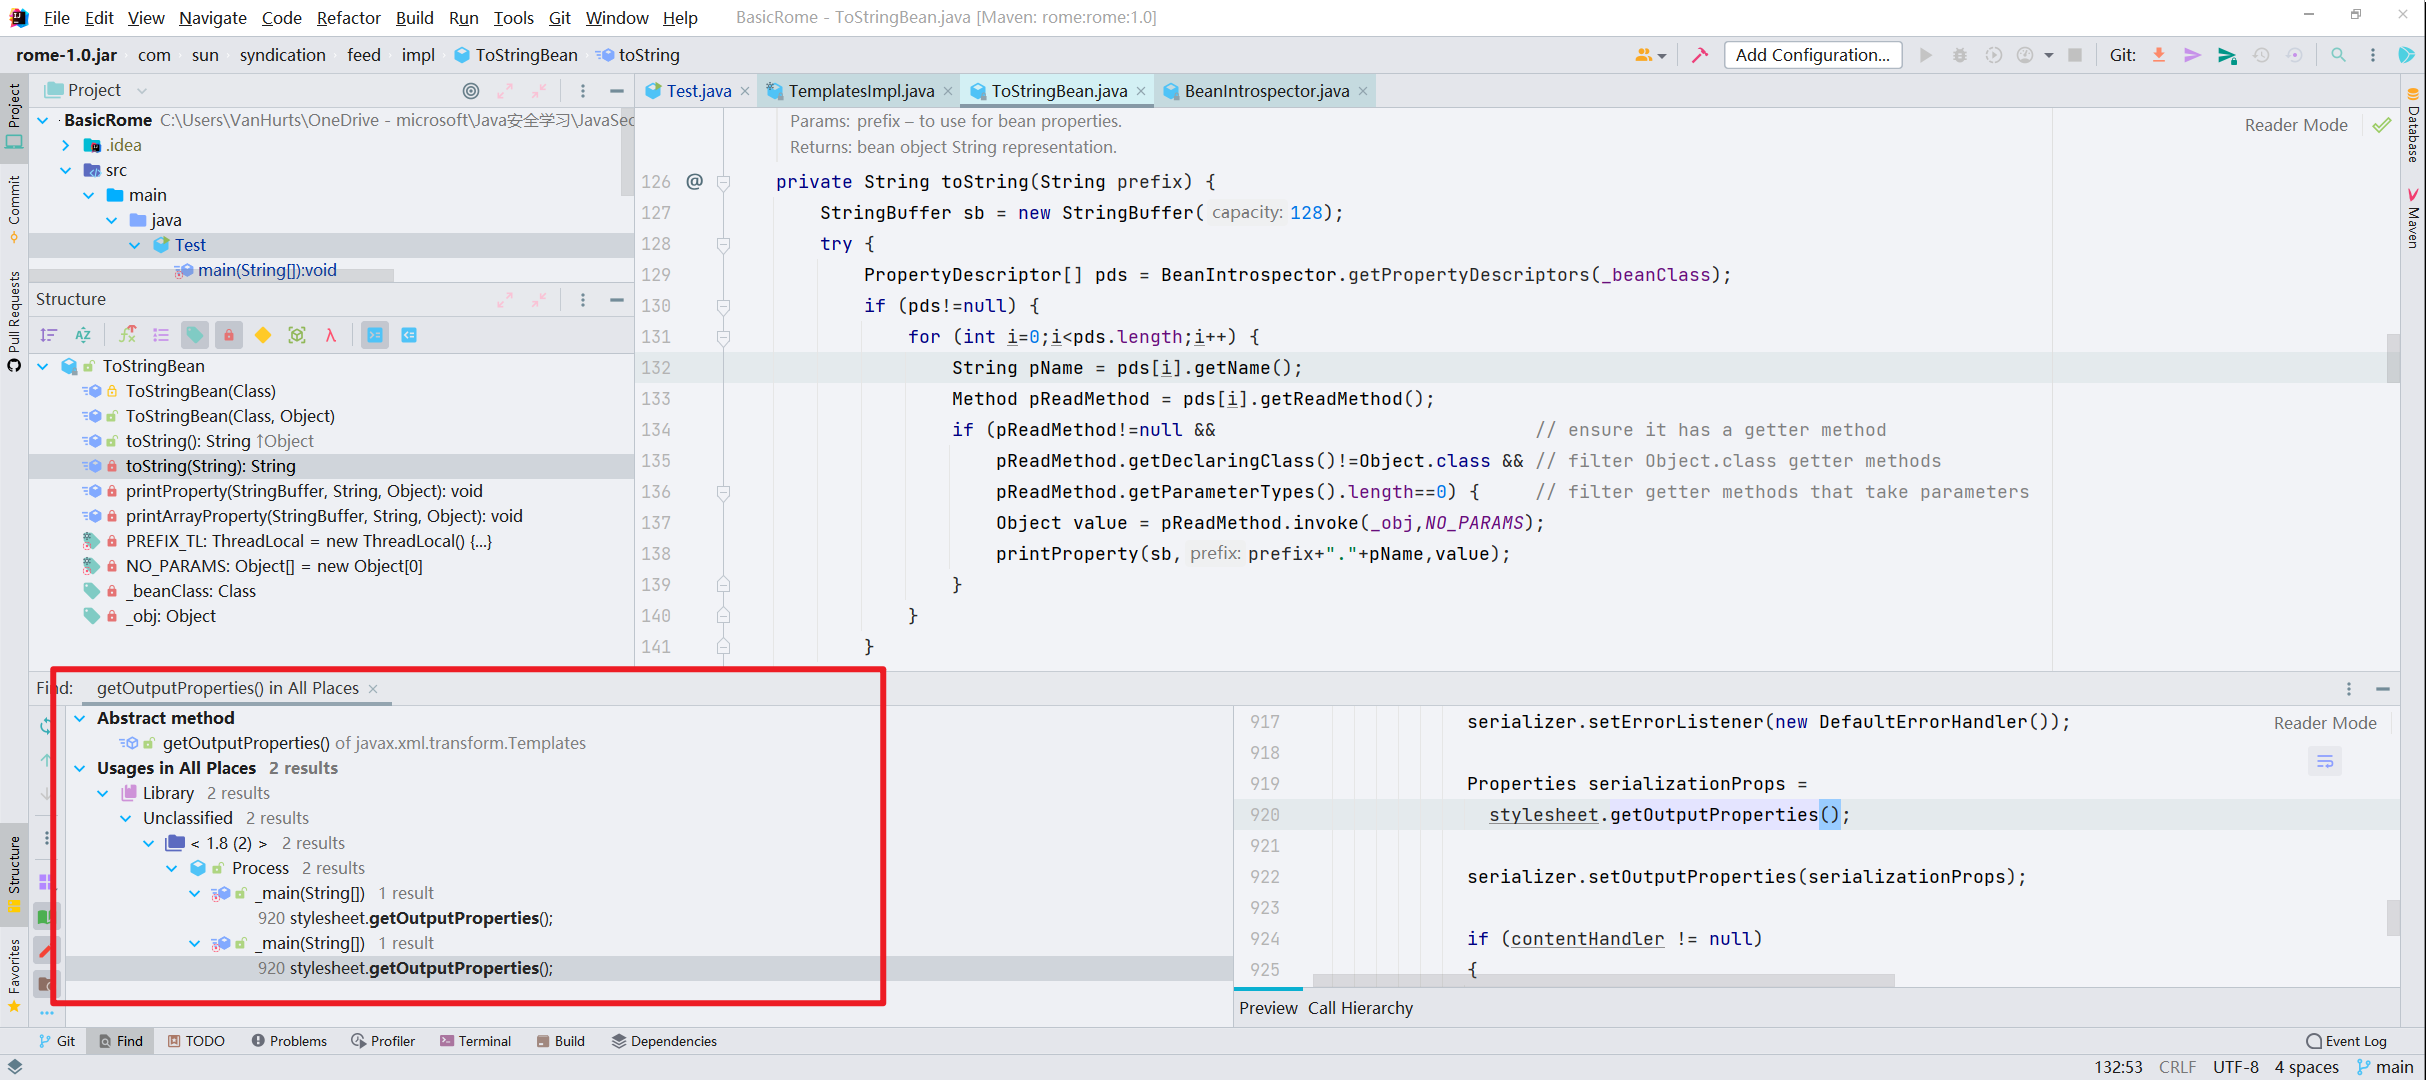 File Edit View Navigate Code Refactor Build Run Tools Git Window Help BasicRome - ToStringBean.java [Maven: rome:rome:1.0]
rome-1.0.jar com sun syndication feed impl ToStringBean toString Add Configuration... Git:
Project
Test.java TemplatesImpl.java ToStringBean.java BeanIntrospector.java
BasicRome C:\Users\VanHurts\OneDrive - microsoft\Java安全学习\JavaSec
.idea
src
main
java
Test
main(String[]):void
Structure
ToStringBean
ToStringBean(Class)
ToStringBean(Class, Object)
toString(): String ↑Object
toString(String): String
printProperty(StringBuffer, String, Object): void
printArrayProperty(StringBuffer, String, Object): void
PREFIX_TL: ThreadLocal = new ThreadLocal() {...}
NO_PARAMS: Object[] = new Object[0]
_beanClass: Class
_obj: Object
Params: prefix – to use for bean properties.
Returns: bean object String representation.
Reader Mode
126 @ private String toString(String prefix) {
127 StringBuffer sb = new StringBuffer( capacity: 128);
128 try {
129 PropertyDescriptor[] pds = BeanIntrospector.getPropertyDescriptors(_beanClass);
130 if (pds!=null) {
131 for (int i=0;i<pds.length;i++) {
132 String pName = pds[i].getName();
133 Method pReadMethod = pds[i].getReadMethod();
134 if (pReadMethod!=null && // ensure it has a getter method
135 pReadMethod.getDeclaringClass()!=Object.class && // filter Object.class getter methods
136 pReadMethod.getParameterTypes().length==0) { // filter getter methods that take parameters
137 Object value = pReadMethod.invoke(_obj,NO_PARAMS);
138 printProperty(sb, prefix: prefix+"."+pName,value);
139 }
140 }
141 }
Find: getOutputProperties() in All Places
Abstract method
getOutputProperties() of javax.xml.transform.Templates
Usages in All Places 2 results
Library 2 results
Unclassified 2 results
< 1.8 (2) > 2 results
Process 2 results
_main(String[]) 1 result
920 stylesheet.getOutputProperties();
_main(String[]) 1 result
920 stylesheet.getOutputProperties();
917 serializer.setErrorListener(new DefaultErrorHandler());
Reader Mode
918
919 Properties serializationProps =
920 stylesheet.getOutputProperties();
921
922 serializer.setOutputProperties(serializationProps);
923
924 if (contentHandler != null)
925 {
Preview Call Hierarchy
Project
Commit
Pull Requests
Structure
Favorites
Database
Maven
Git Find TODO Problems Profiler Terminal Build Dependencies Event Log
132:53 CRLF UTF-8 4 spaces main